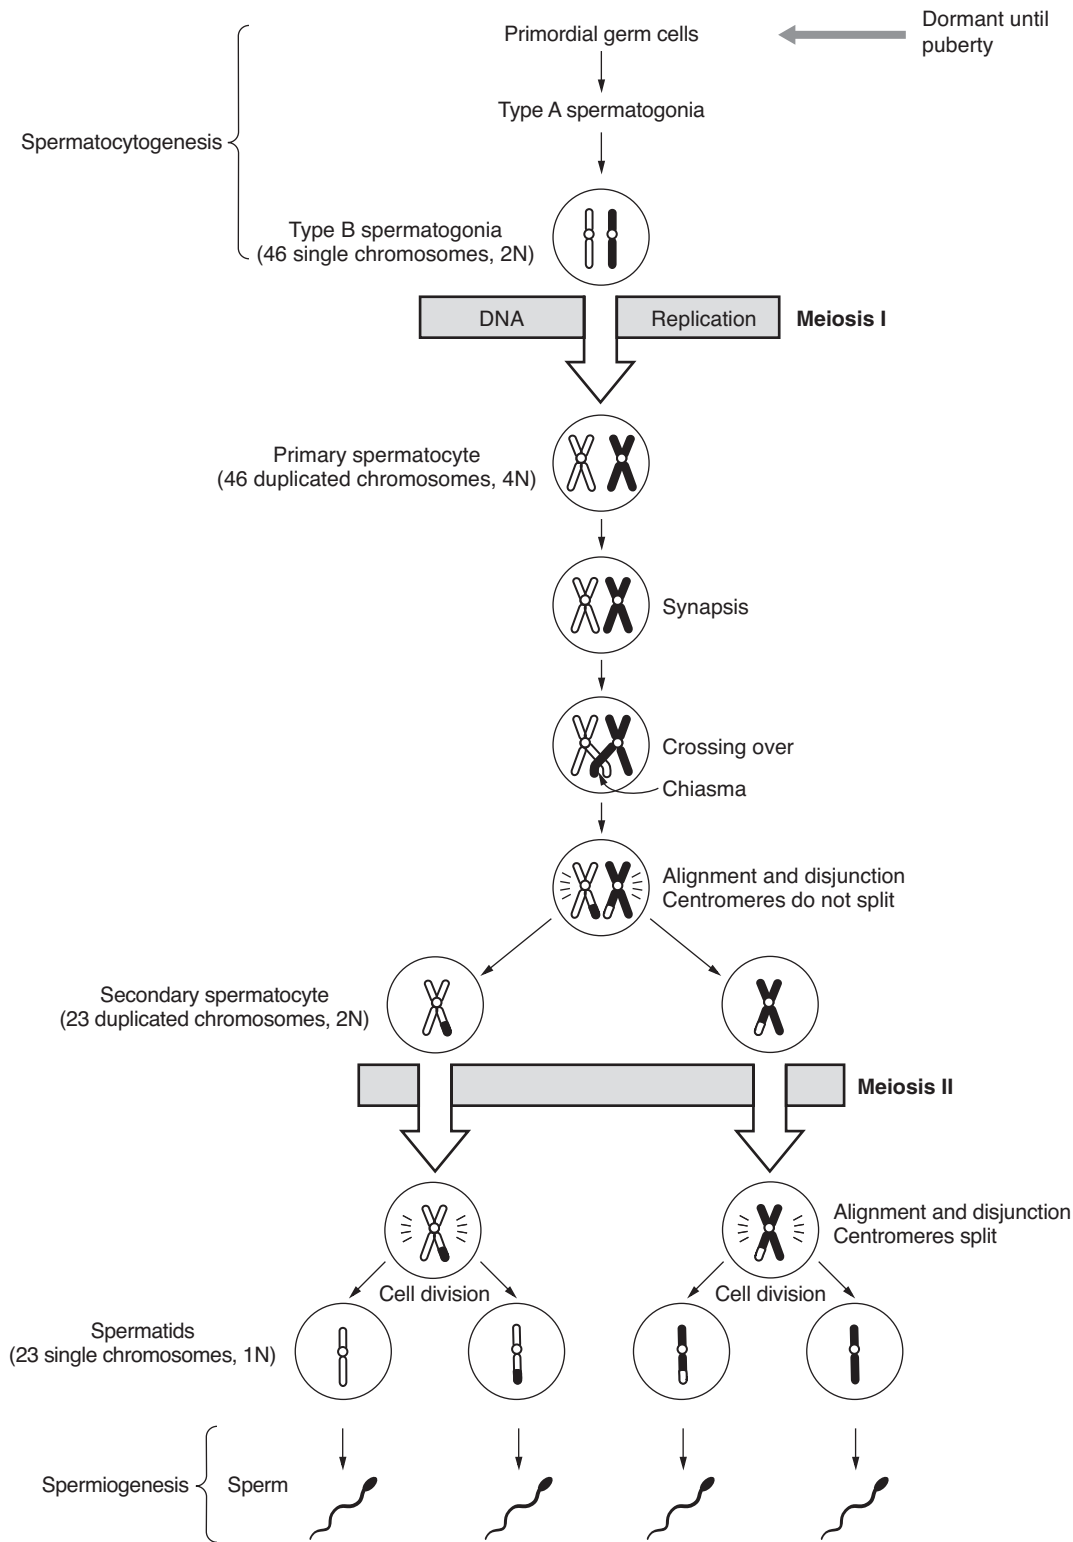 Primordial germ cells
Dormant until
puberty
Type A spermatogonia
Spermatocytogenesis
Type B spermatogonia
(46 single chromosomes, 2N)
DNA
Replication
Meiosis I
Primary spermatocyte
(46 duplicated chromosomes, 4N)
Synapsis
Crossing over
Chiasma
Alignment and disjunction
Centromeres do not split
Secondary spermatocyte
(23 duplicated chromosomes, 2N)
Meiosis II
Alignment and disjunction
Centromeres split
Cell division
Cell division
Spermatids
(23 single chromosomes, 1N)
Spermiogenesis
Sperm